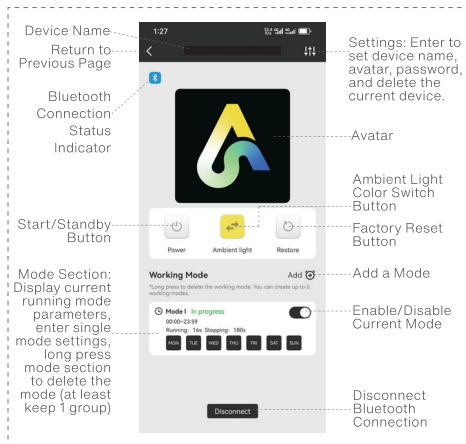 Device Name
Return to
Previous Page
Bluetooth
Connection
Status
Indicator
Start/Standby
Button
Mode Section:
Display current
running mode
parameters,
enter single
mode settings,
long press
mode section
to delete the
mode (at least
keep 1 group)
1:27
Power
Ambient light
Restore
Working Mode
Add
*Long press to delete the working mode. You can create up to 5
working modes.
Mode I In progress
00:00~23:59
Running: 16s Stopping: 180s
MON TUE WED THU FRI SAT SUN
Disconnect
Settings: Enter to
set device name,
avatar, password,
and delete the
current device.
Avatar
Ambient Light
Color Switch
Button
Factory Reset
Button
Add a Mode
Enable/Disable
Current Mode
Disconnect
Bluetooth
Connection